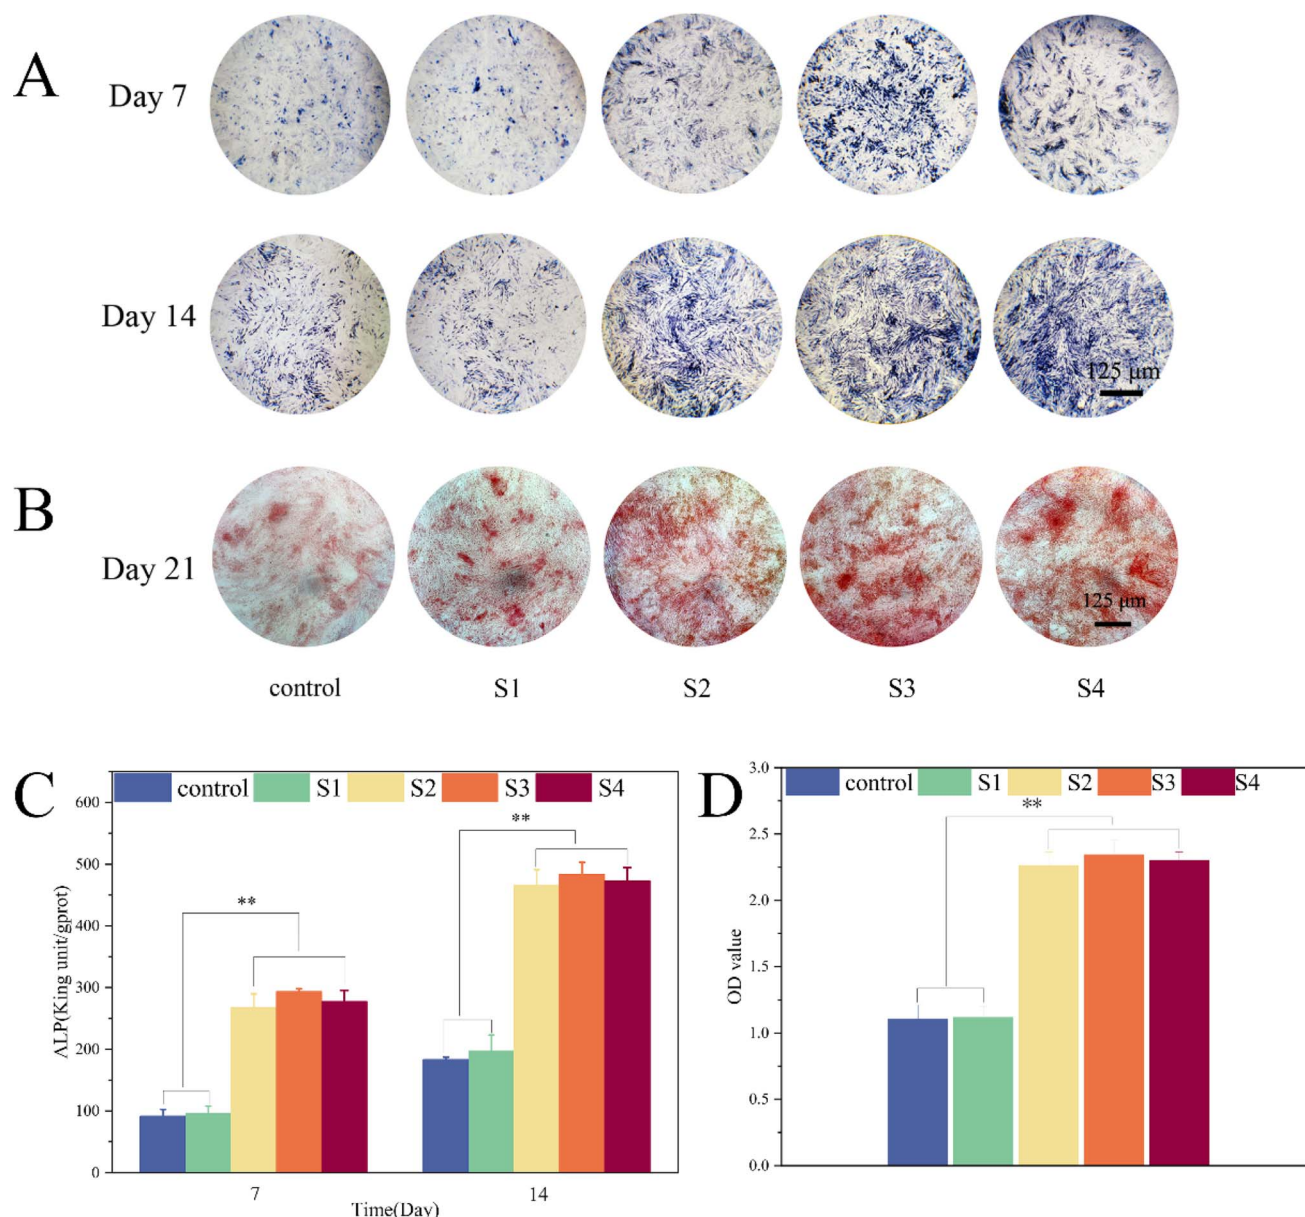 A
Day 7
Day 14
125 μm
B
Day 21
125 μm
control S1 S2 S3 S4
C
control S1 S2 S3 S4
600
500
400
300
200
100
0
ALP(King unit/gprot)
**
**
7 14
Time(Day)
D
control S1 S2 S3 S4
3.0
2.5
2.0
1.5
1.0
0.5
0.0
OD value
**